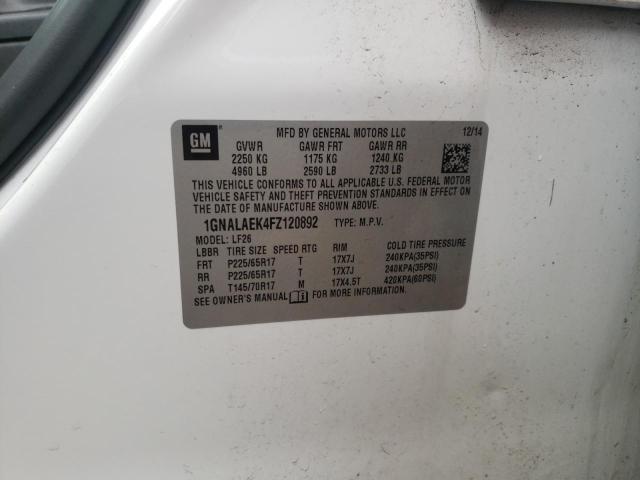 GM
MFD BY GENERAL MOTORS LLC 12/14
GVWR GAWR FRT GAWR RR
2250 KG 1175 KG 1240 KG
4960 LB 2590 LB 2733 LB
THIS VEHICLE CONFORMS TO ALL APPLICABLE U.S. FEDERAL MOTOR
VEHICLE SAFETY AND THEFT PREVENTION STANDARDS IN EFFECT
ON THE DATE OF MANUFACTURE SHOWN ABOVE.
1GNALAEK4FZ120892 TYPE: M.P.V.
MODEL: LF26
LBBR TIRE SIZE SPEED RTG RIM COLD TIRE PRESSURE
FRT P225/65R17 T 17X7J 240KPA(35PSI)
RR P225/65R17 T 17X7J 240KPA(35PSI)
SPA T145/70R17 M 17X4.5T 420KPA(60PSI)
SEE OWNER'S MANUAL FOR MORE INFORMATION.